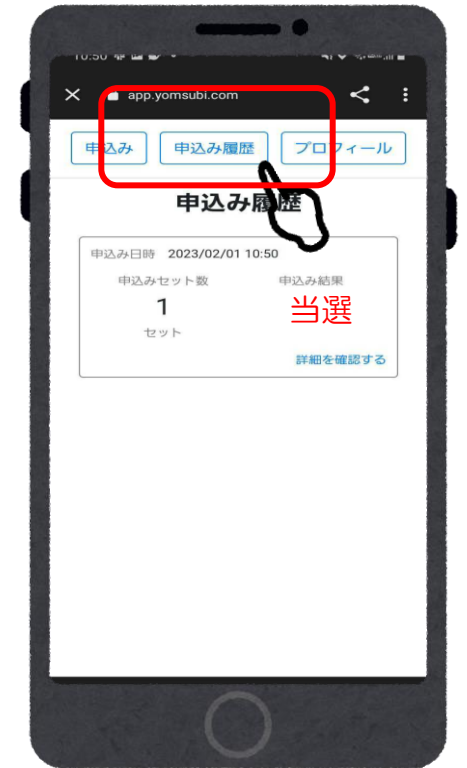 10:50
app.yomsubi.com
申込み 申込み履歴 プロフィール
申込み履歴
申込み日時 2023/02/01 10:50
申込みセット数 申込み結果
1 当選
セット
詳細を確認する